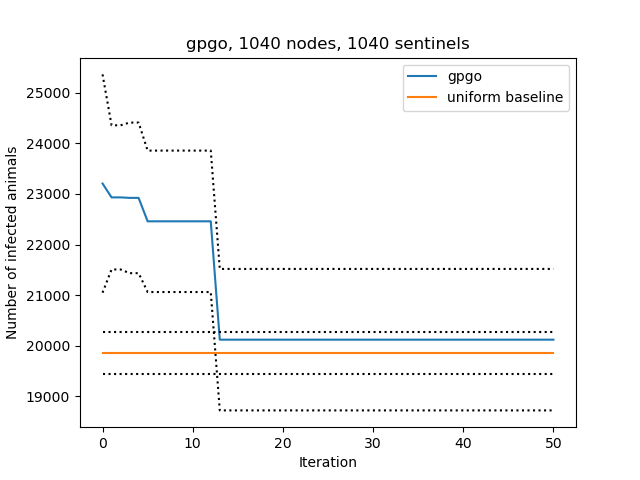 gpgo, 1040 nodes, 1040 sentinels
gpgo
uniform baseline
Number of infected animals
25000
24000
23000
22000
21000
20000
19000
0 10 20 30 40 50
Iteration